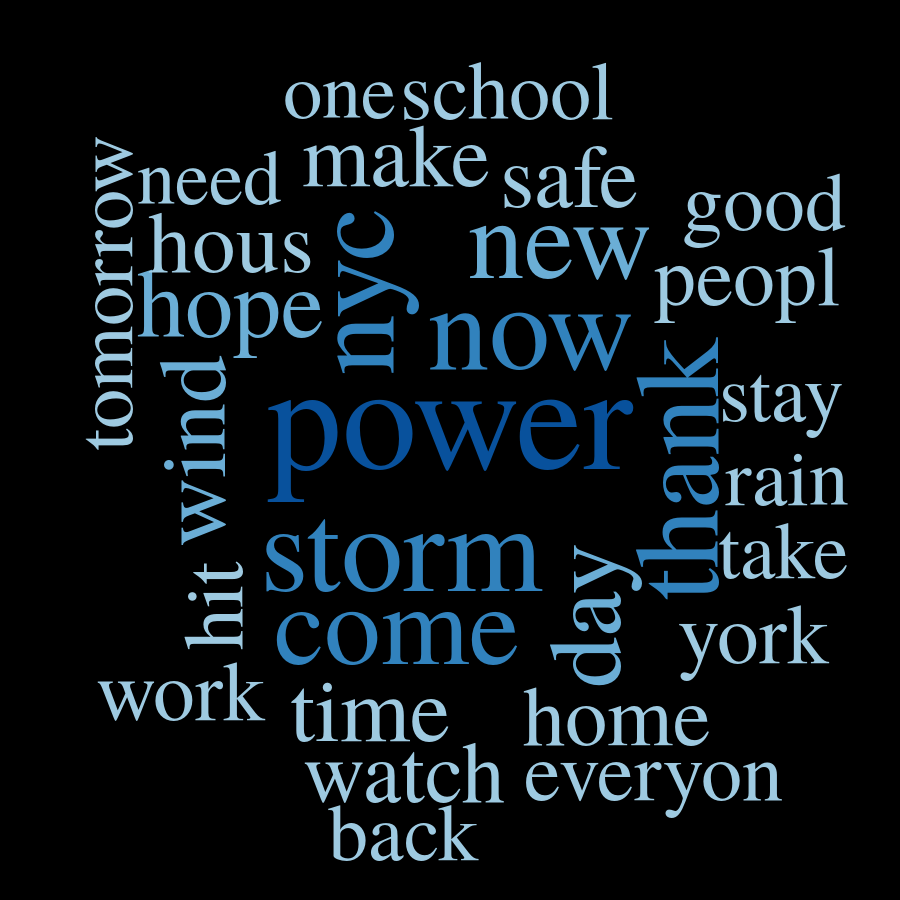 one school
make
need
safe
tomorrow
good
hous
nyc
new
peopl
hope
now
wind
thank
power
stay
rain
storm
take
day
hit
come
york
work
time
home
watch everyon
back